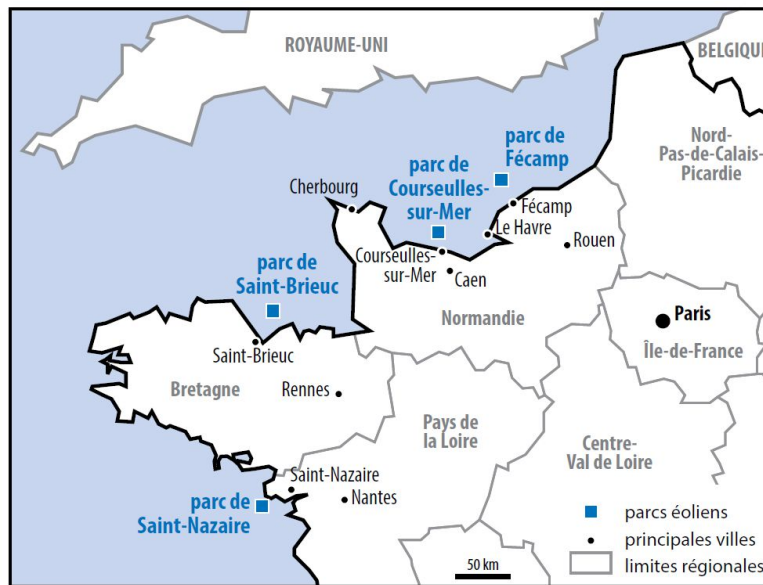 ROYAUME-UNI
BELGIQUE
parc de
Fécamp
Nord-
Pas-de-Calais-
Picardie
parc de
Courseulles-
sur-Mer
Cherbourg
Fécamp
Le Havre
Rouen
Courseulles-
sur-Mer
Caen
parc de
Saint-Brieuc
Normandie
Paris
Île-de-France
Saint-Brieuc
Bretagne
Rennes
Pays de
la Loire
Centre-
Val de Loire
Saint-Nazaire
Nantes
parc de
Saint-Nazaire
50 km
parcs éoliens
principales villes
limites régionales